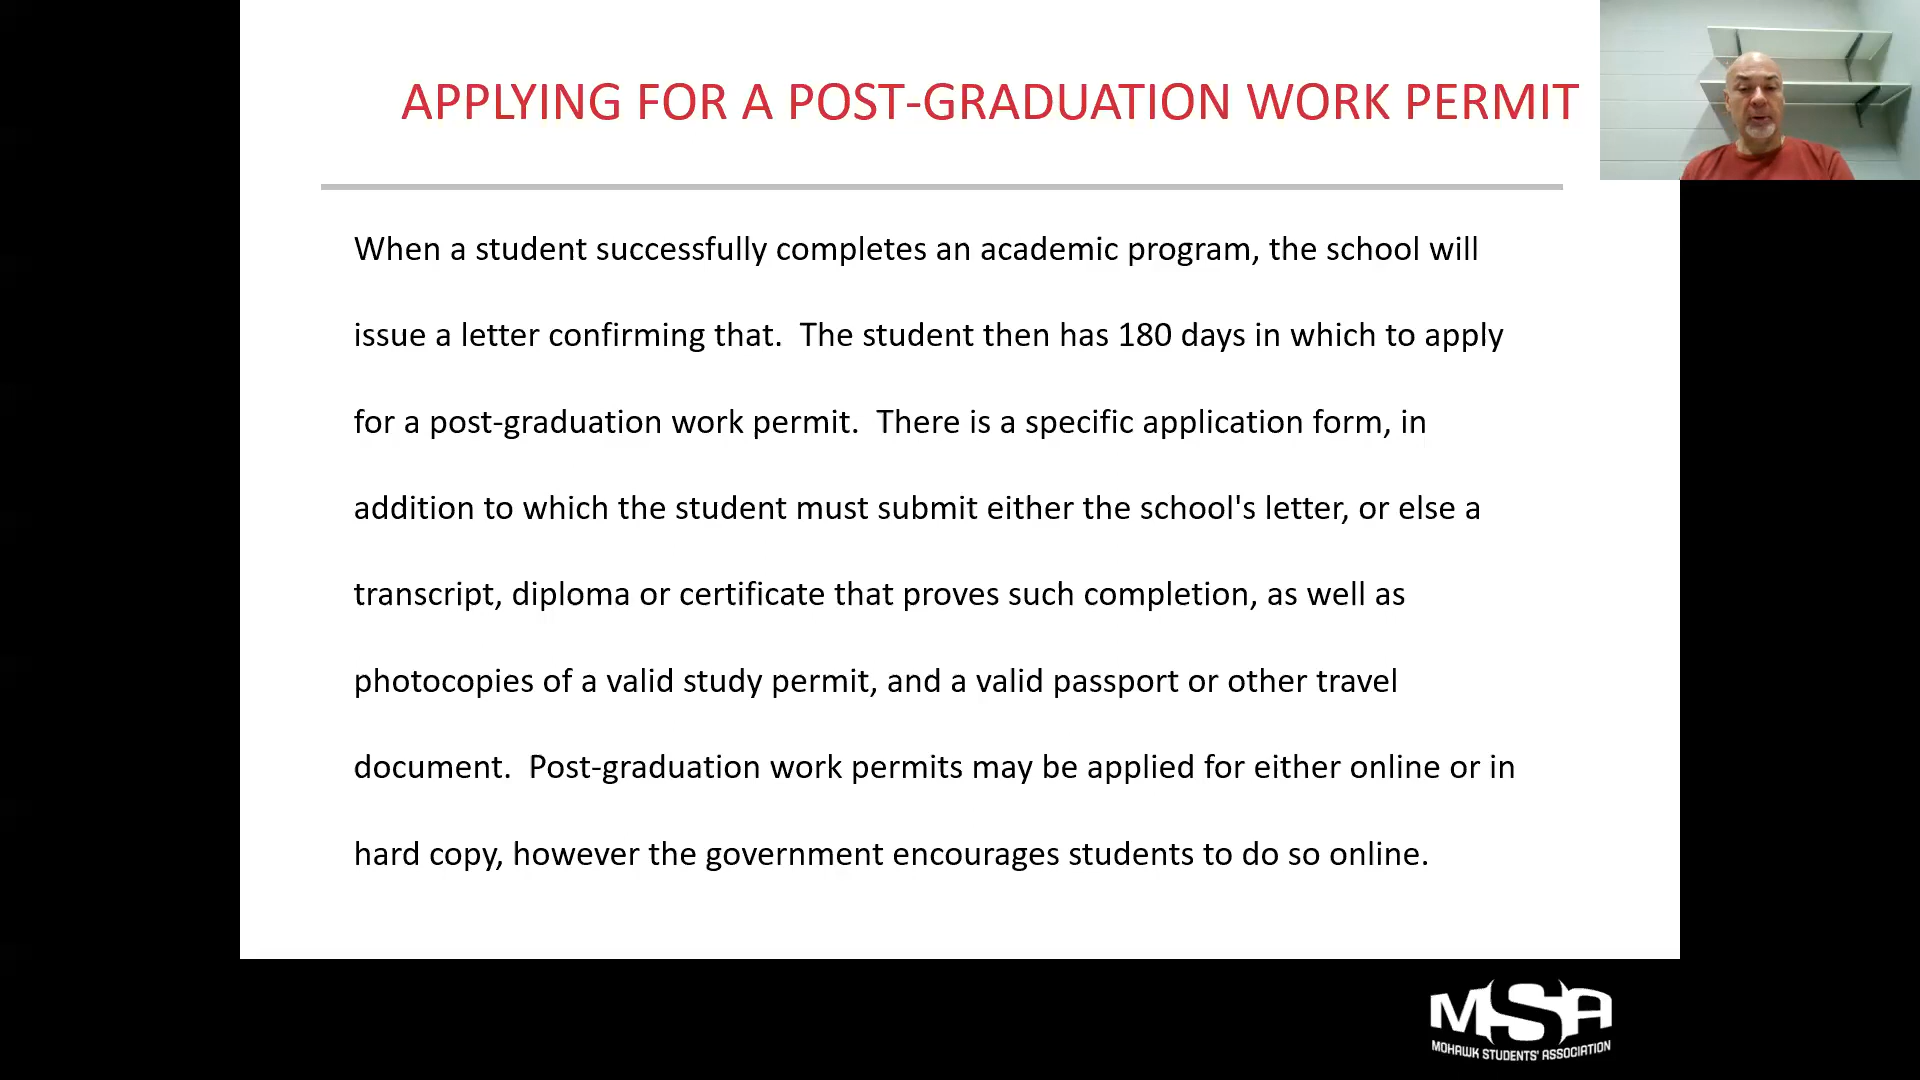 APPLYING FOR A POST-GRADUATION WORK PERMIT
When a student successfully completes an academic program, the school will
issue a letter confirming that.  The student then has 180 days in which to apply
for a post-graduation work permit.  There is a specific application form, in
addition to which the student must submit either the school's letter, or else a
transcript, diploma or certificate that proves such completion, as well as
photocopies of a valid study permit, and a valid passport or other travel
document.  Post-graduation work permits may be applied for either online or in
hard copy, however the government encourages students to do so online.
MSA
MOHAWK STUDENTS' ASSOCIATION